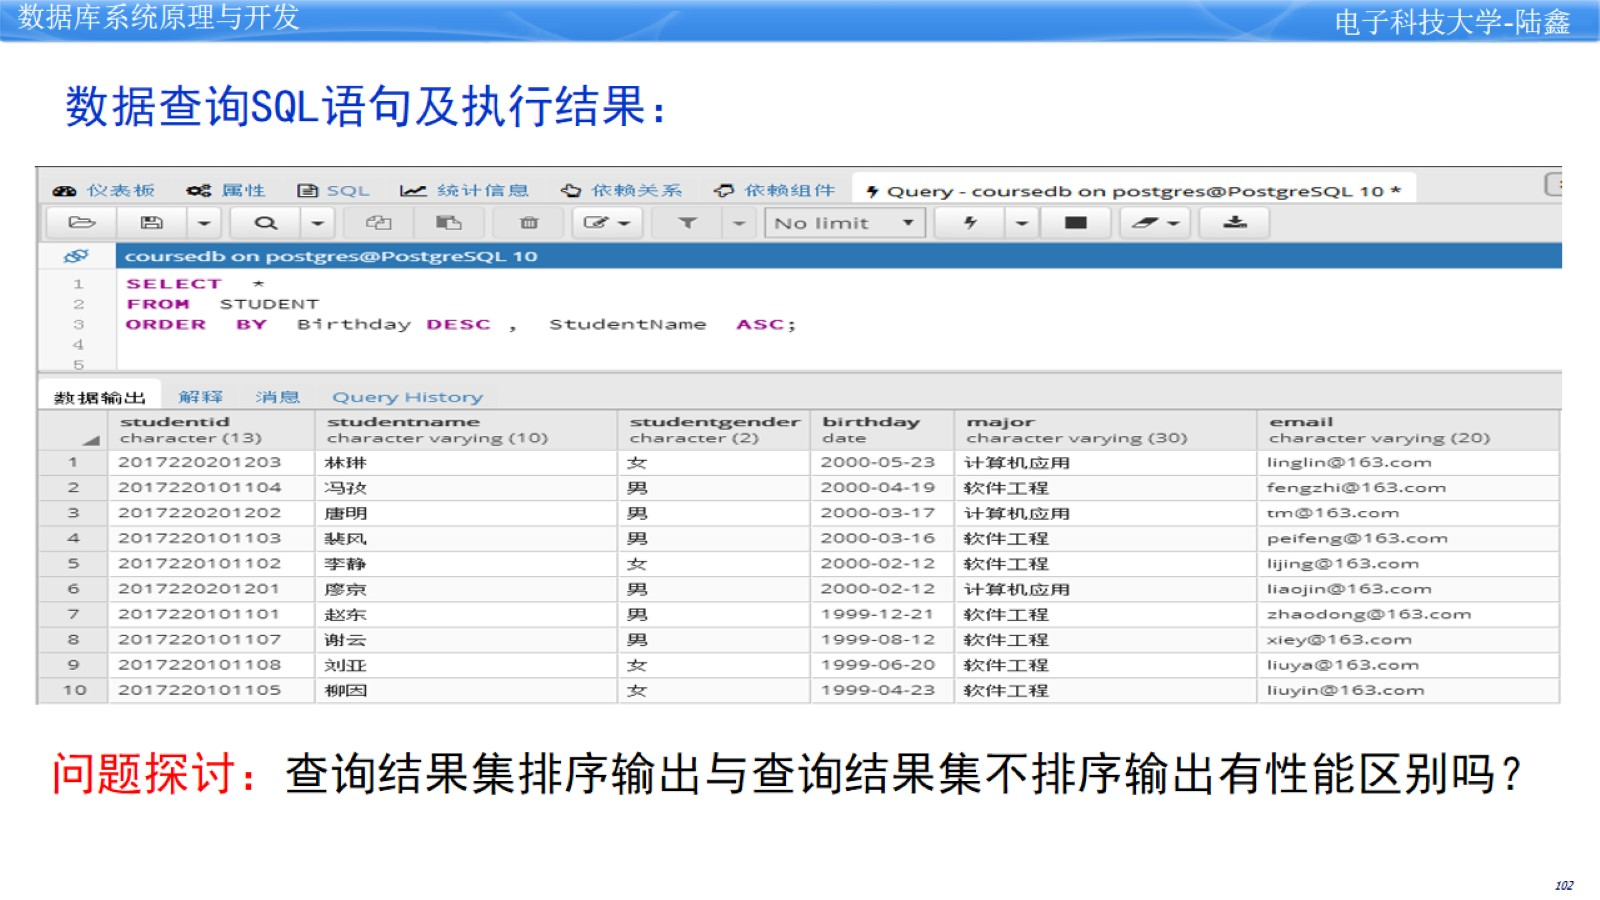 数据库系统原理与开发
电子科技大学-陆鑫
数据查询SQL语句及执行结果：
仪表板 属性 SQL 统计信息 依赖关系 依赖组件 Query - coursedb on postgres@PostgreSQL 10 *
No limit
coursedb on postgres@PostgreSQL 10
1 SELECT *
2 FROM STUDENT
3 ORDER BY Birthday DESC , StudentName ASC;
4
5
数据输出 解释 消息 Query History
studentid studentname studentgender birthday major email
character (13) character varying (10) character (2) date character varying (30) character varying (20)
1 2017220201203 林琳 女 2000-05-23 计算机应用 linglin@163.com
2 2017220101104 冯孜 男 2000-04-19 软件工程 fengzhi@163.com
3 2017220201202 唐明 男 2000-03-17 计算机应用 tm@163.com
4 2017220101103 裴风 男 2000-03-16 软件工程 peifeng@163.com
5 2017220101102 李静 女 2000-02-12 软件工程 lijing@163.com
6 2017220201201 廖京 男 2000-02-12 计算机应用 liaojin@163.com
7 2017220101101 赵东 男 1999-12-21 软件工程 zhaodong@163.com
8 2017220101107 谢云 男 1999-08-12 软件工程 xiey@163.com
9 2017220101108 刘亚 女 1999-06-20 软件工程 liuya@163.com
10 2017220101105 柳因 女 1999-04-23 软件工程 liuyin@163.com
问题探讨：查询结果集排序输出与查询结果集不排序输出有性能区别吗？
102